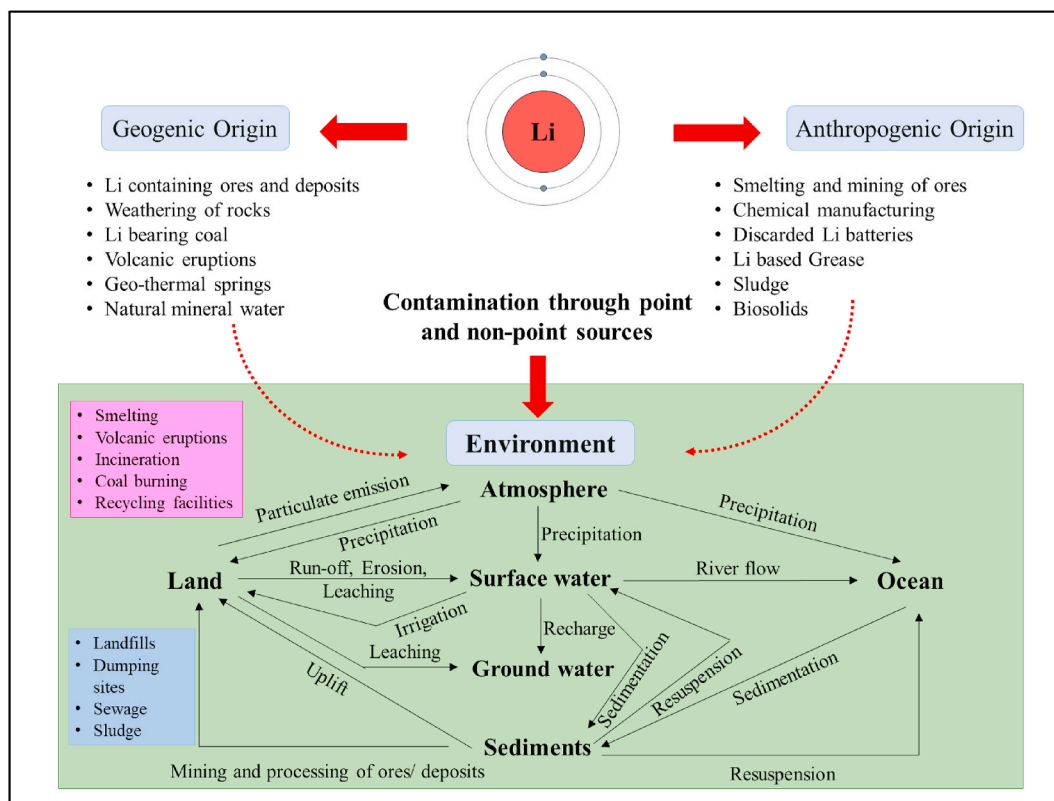 Li
Geogenic Origin
Anthropogenic Origin
• Li containing ores and deposits
• Weathering of rocks
• Li bearing coal
• Volcanic eruptions
• Geo-thermal springs
• Natural mineral water
• Smelting and mining of ores
• Chemical manufacturing
• Discarded Li batteries
• Li based Grease
• Sludge
• Biosolids
Contamination through point
and non-point sources
• Smelting
• Volcanic eruptions
• Incineration
• Coal burning
• Recycling facilities
Environment
Atmosphere
Particulate emission
Precipitation
Precipitation
Precipitation
Land
Run-off, Erosion,
Leaching
Surface water
River flow
Ocean
Irrigation
Leaching
Recharge
Ground water
Sedimentation
Resuspension
Sedimentation
• Landfills
• Dumping
sites
• Sewage
• Sludge
Uplift
Sediments
Mining and processing of ores/ deposits
Resuspension